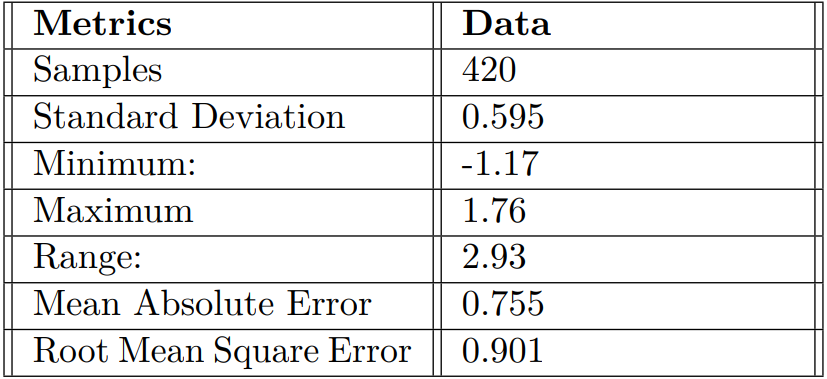 Metrics Data
Samples 420
Standard Deviation 0.595
Minimum: -1.17
Maximum 1.76
Range: 2.93
Mean Absolute Error 0.755
Root Mean Square Error 0.901